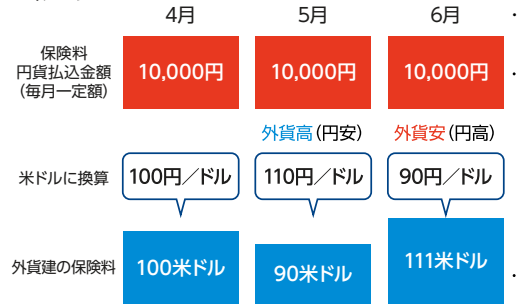 4月 5月 6月
保険料
円貨払込金額
(毎月一定額)
10,000円 10,000円 10,000円
外貨高(円安) 外貨安(円高)
米ドルに換算 100円/ドル 110円/ドル 90円/ドル
外貨建の保険料 100米ドル 90米ドル 111米ドル